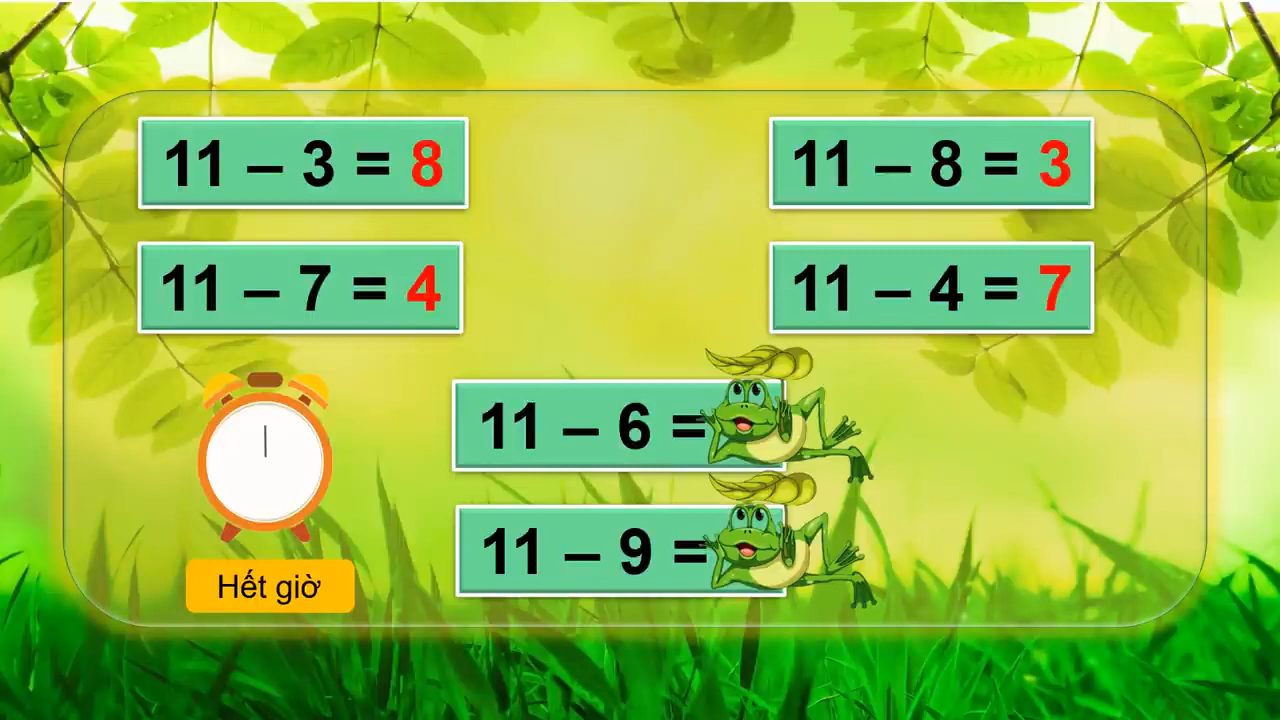 11 – 3 = 8
11 – 8 = 3
11 – 7 = 4
11 – 4 = 7
11 – 6 =
11 – 9 =
Hết giờ